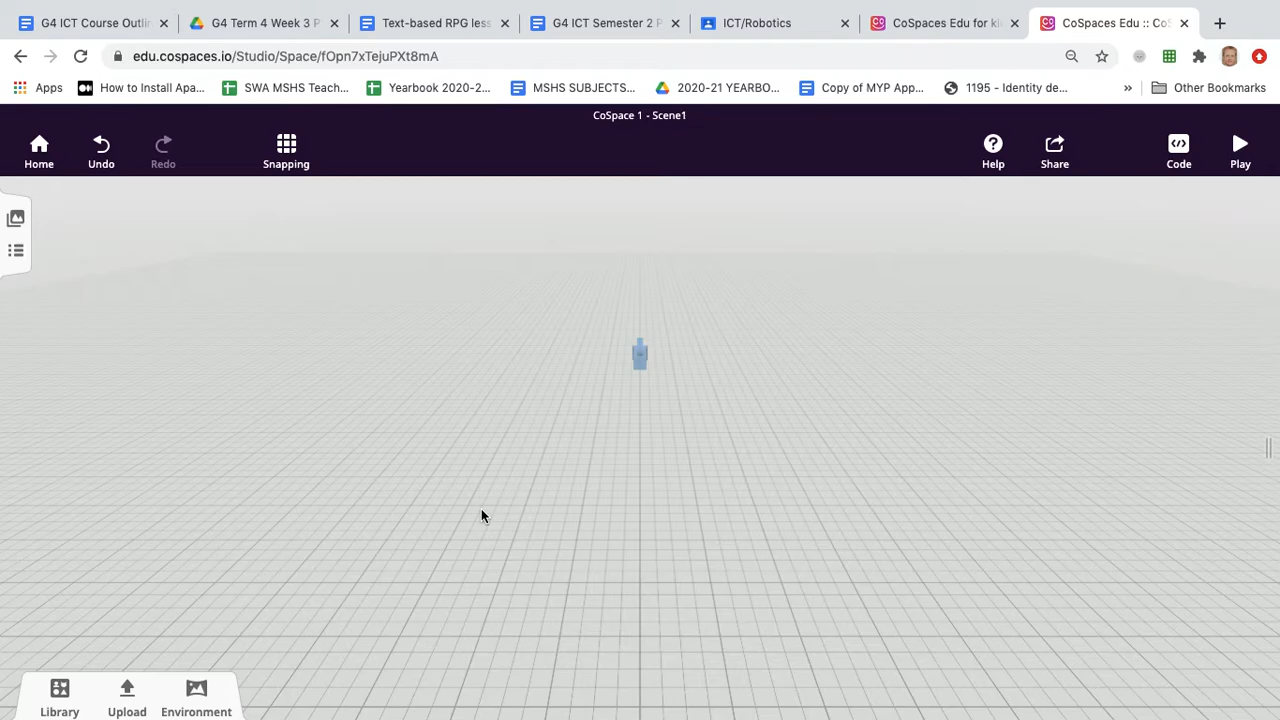 G4 ICT Course Outli
G4 Term 4 Week 3 P
Text-based RPG less
G4 ICT Semester 2 P
ICT/Robotics
CoSpaces Edu for ki
CoSpaces Edu :: CoS
edu.cospaces.io/Studio/Space/fOpn7xTejuPXt8mA
Apps
How to Install Apa...
SWA MSHS Teach...
Yearbook 2020-2...
MSHS SUBJECTS...
2020-21 YEARBO...
Copy of MYP App...
1195 - Identity de...
»
Other Bookmarks
CoSpace 1 - Scene1
Home
Undo
Redo
Snapping
Help
Share
Code
Play
Library
Upload
Environment